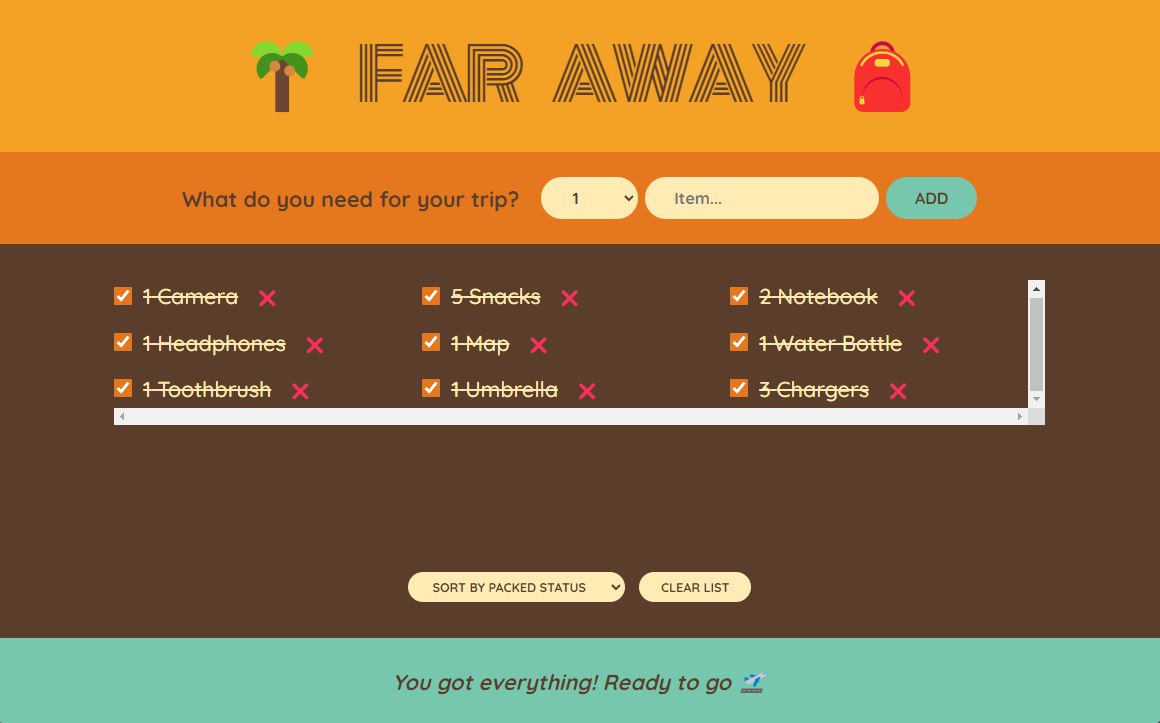 FAR AWAY
What do you need for your trip? 1 Item... ADD
1 Camera 5 Snacks 2 Notebook
1 Headphones 1 Map 1 Water Bottle
1 Toothbrush 1 Umbrella 3 Chargers
SORT BY PACKED STATUS CLEAR LIST
You got everything! Ready to go